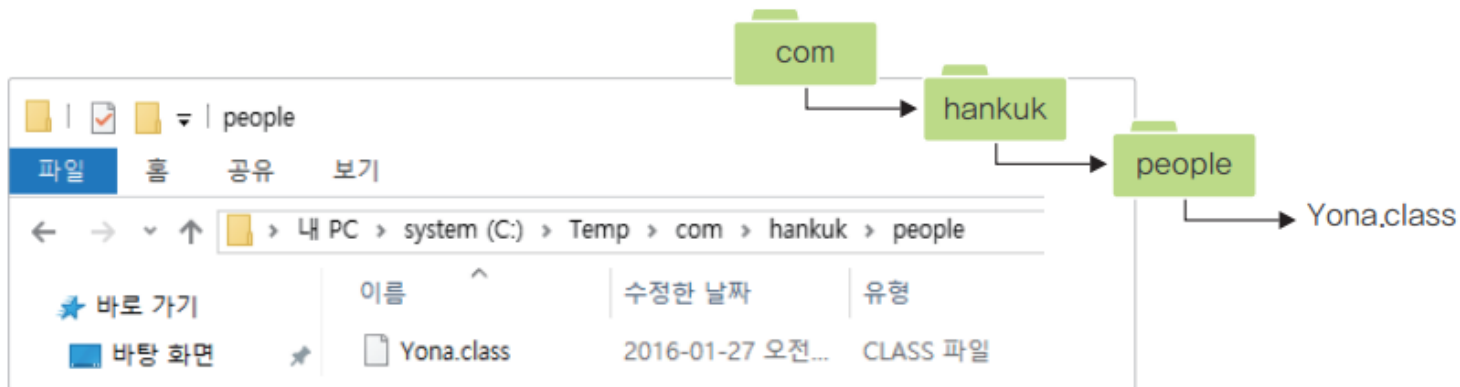 com
hankuk
people
Yona.class
people
파일 홈 공유 보기
내 PC > system (C:) > Temp > com > hankuk > people
이름 수정한 날짜 유형
바로 가기
바탕 화면
Yona.class 2016-01-27 오전... CLASS 파일